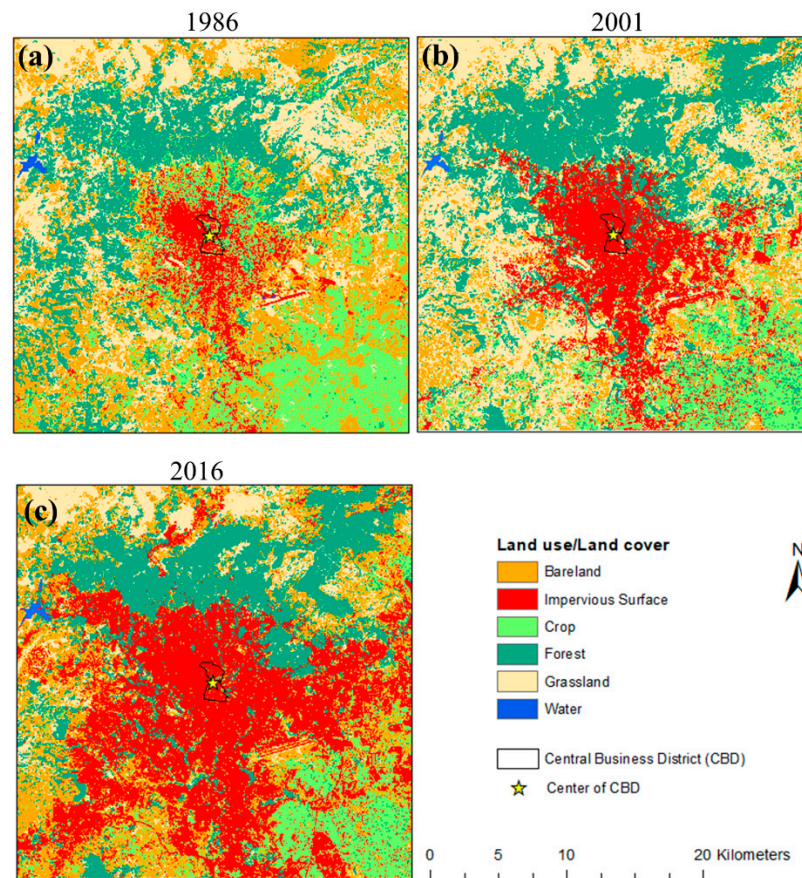 1986
2001
(a)
(b)
2016
(c)
Land use/Land cover
Bareland
Impervious Surface
Crop
Forest
Grassland
Water
Central Business District (CBD)
Center of CBD
N
0 5 10 20 Kilometers